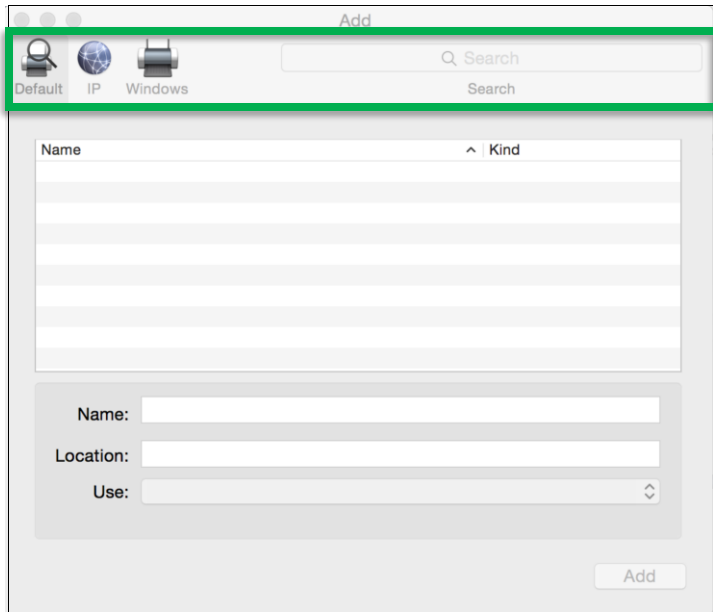 Add
Search
Default IP Windows Search
Name Kind
Name:
Location:
Use:
Add